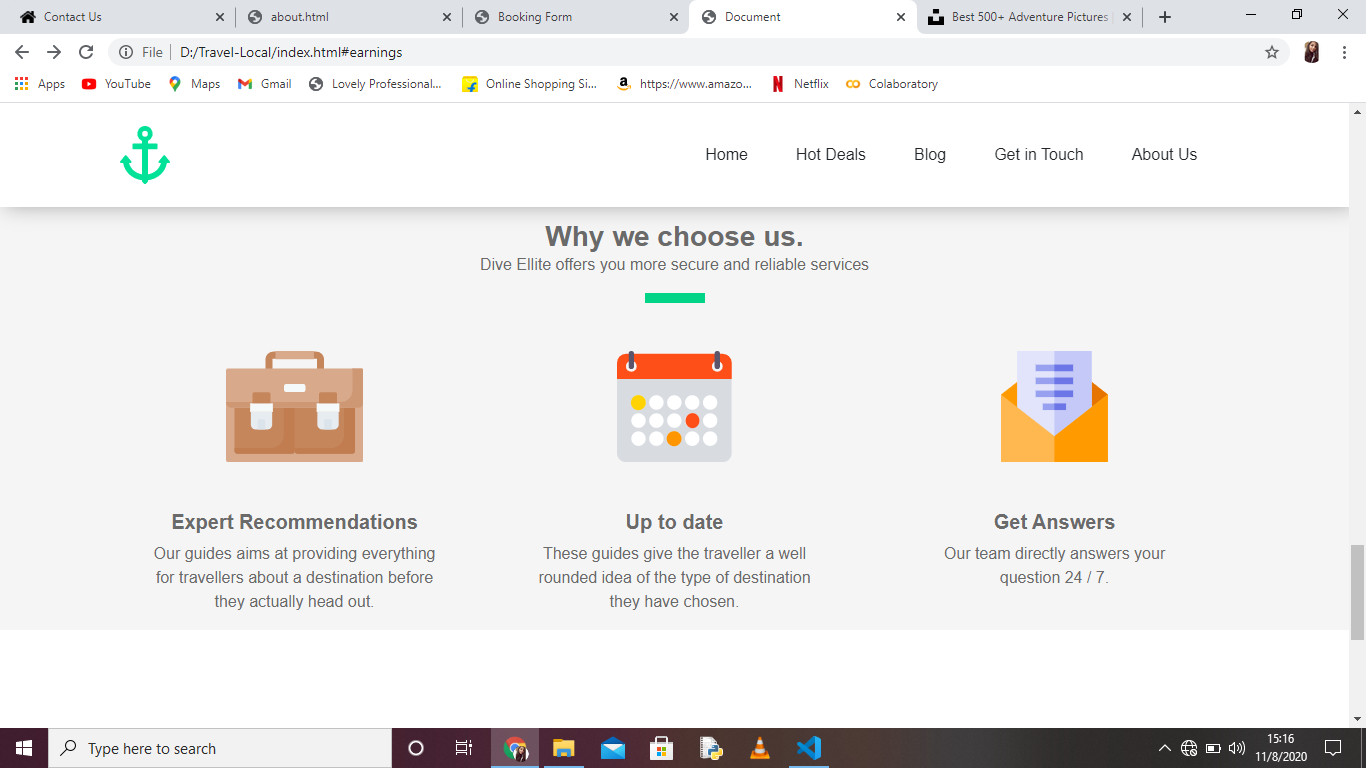 Contact Us
about.html
Booking Form
Document
Best 500+ Adventure Pictures
File
D:/Travel-Local/index.html#earnings
Apps
YouTube
Maps
Gmail
Lovely Professional...
Online Shopping Si...
https://www.amazo...
Netflix
Colaboratory
Home
Hot Deals
Blog
Get in Touch
About Us
Why we choose us.
Dive Ellite offers you more secure and reliable services
Expert Recommendations
Our guides aims at providing everything
for travellers about a destination before
they actually head out.
Up to date
These guides give the traveller a well
rounded idea of the type of destination
they have chosen.
Get Answers
Our team directly answers your
question 24 / 7.
Type here to search
15:16
11/8/2020